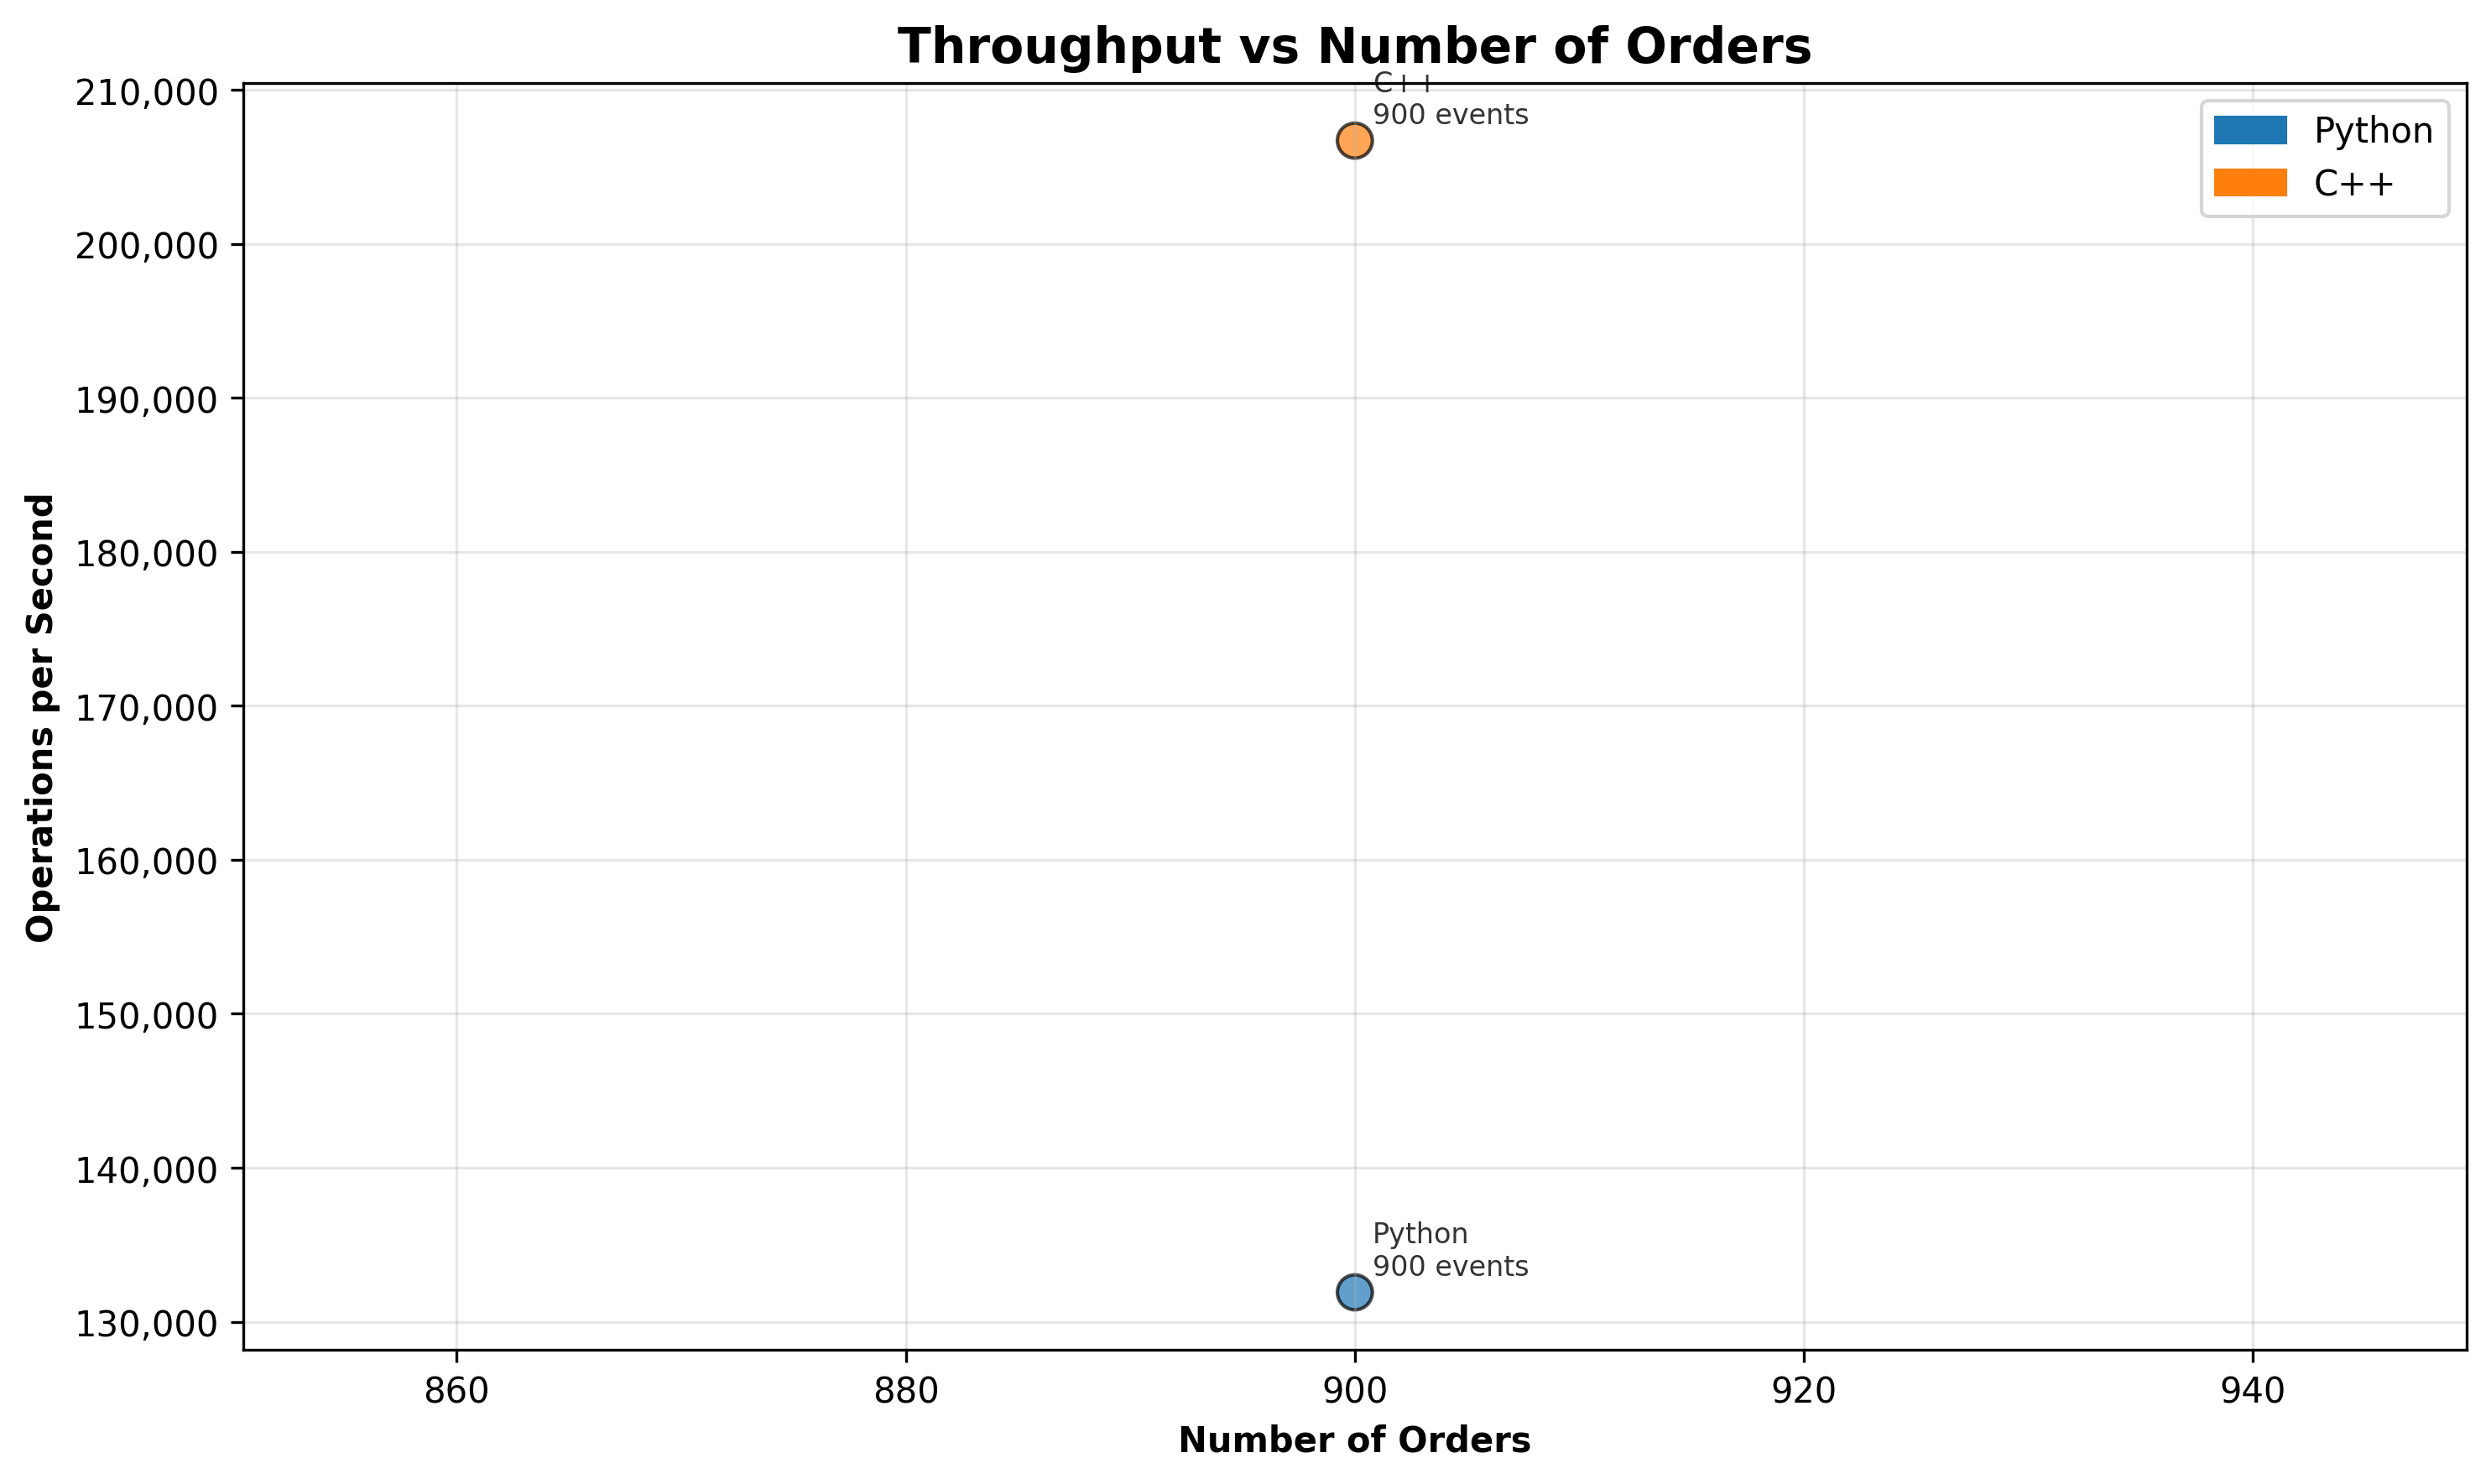 Throughput vs Number of Orders
210,000
200,000
190,000
180,000
170,000
160,000
150,000
140,000
130,000
Operations per Second
C++
900 events
Python
C++
Python
900 events
860
880
900
920
940
Number of Orders